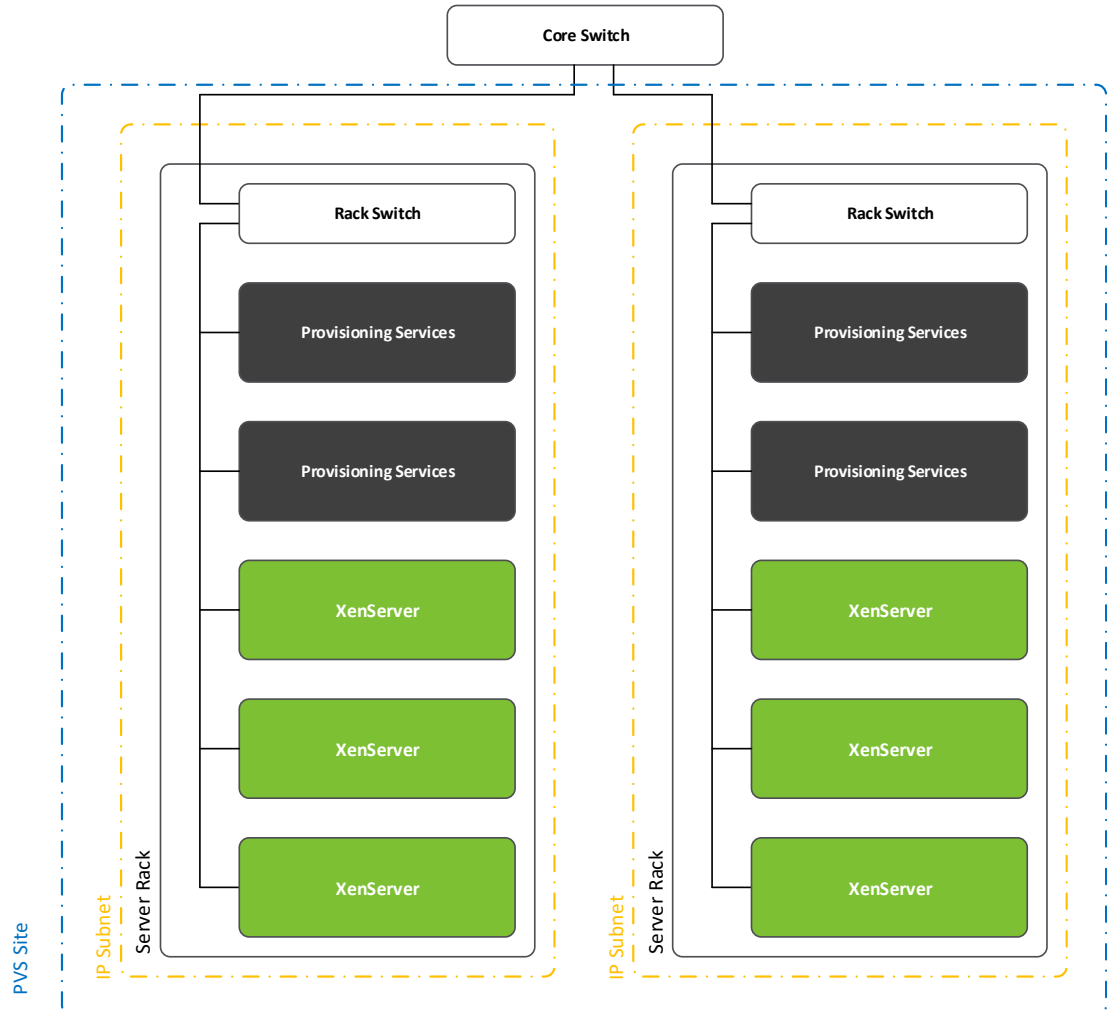 Core Switch
Rack Switch
Provisioning Services
Provisioning Services
XenServer
XenServer
XenServer
Server Rack
IP Subnet
Rack Switch
Provisioning Services
Provisioning Services
XenServer
XenServer
XenServer
Server Rack
IP Subnet
PVS Site